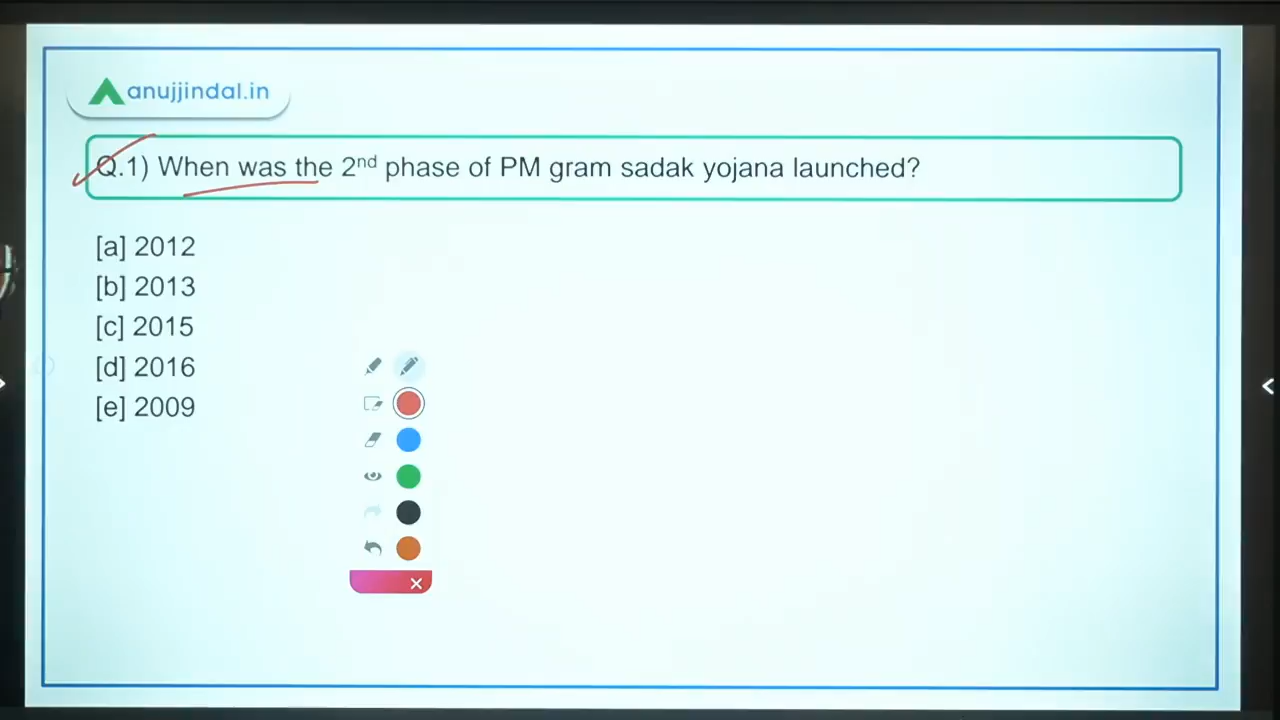 anujjindal.in
Q.1) When was the 2nd phase of PM gram sadak yojana launched?
[a] 2012
[b] 2013
[c] 2015
[d] 2016
[e] 2009